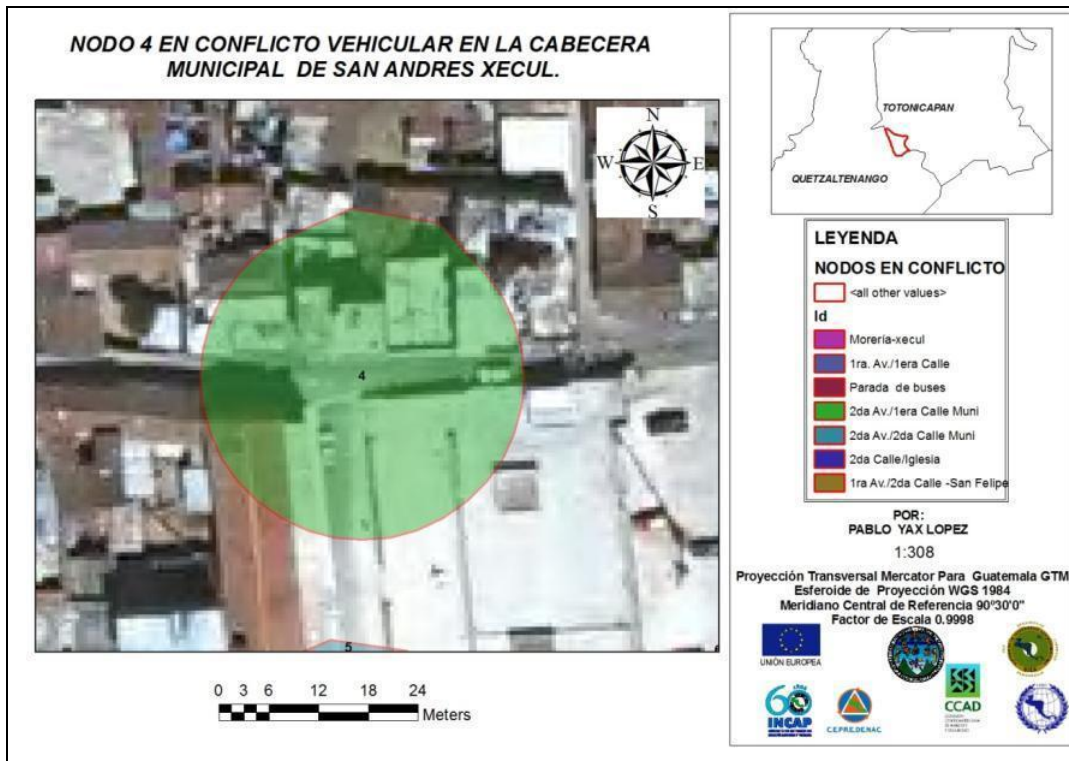 NODO 4 EN CONFLICTO VEHICULAR EN LA CABECERA
MUNICIPAL DE SAN ANDRES XECUL.
N
W
E
S
4
5
0 3 6 12 18 24
Meters
TOTONICAPAN
QUETZALTENANGO
LEYENDA
NODOS EN CONFLICTO
<all other values>
Id
Morería-xecul
1ra. Av./1era Calle
Parada de buses
2da Av./1era Calle Muni
2da Av./2da Calle Muni
2da Calle/Iglesia
1ra Av./2da Calle -San Felipe
POR:
PABLO YAX LOPEZ
1:308
Proyección Transversal Mercator Para Guatemala GTM
Esferoide de Proyección WGS 1984
Meridiano Central de Referencia 90°30'0"
Factor de Escala 0.9998
UNIÓN EUROPEA
60
INCAP
C.E.P.R.E.D.E.N.A.C
CCAD